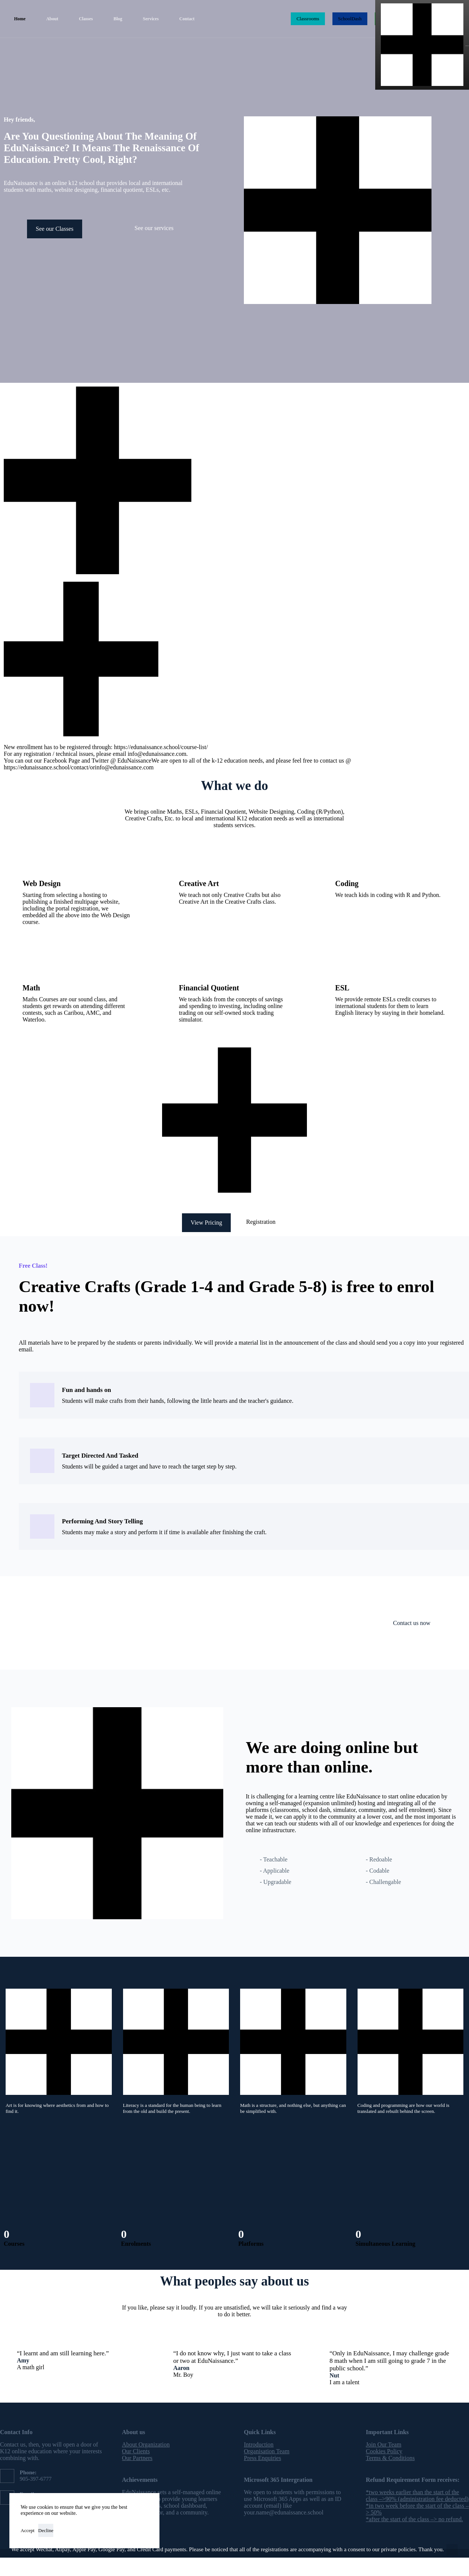 Home About Classes Blog Services Contact Classrooms
Hey friends,
Are You Questioning About The Meaning Of
EduNaissance? It Means The Renaissance Of
Education. Pretty Cool, Right?
EduNaissance is an online k12 school that provides local and international
students with maths, website designing, financial quotient, ESLs, etc.
See our Classes
See our services
New enrollment has to be registered through: https://edunaissance.school/course-list/
For any registration / technical issues, please email info@edunaissance.com.
You can out our Facebook Page and Twitter @ EduNaissanceWe are open to all of the k-12 education needs, and please feel free to contact us @
https://edunaissance.school/contact/orinfo@edunaissance.com
What we do
We brings online Maths, ESLs, Financial Quotient, Website Designing, Coding (R/Python),
Creative Crafts, Etc. to local and international K12 education needs as well as international
students services.
Web Design
Starting from selecting a hosting to
publishing a finished multipage website,
including the portal registration, we
embedded all the above into the Web Design
course.
Creative Art
We teach not only Creative Crafts but also
Creative Art in the Creative Crafts class.
Coding
We teach kids in coding with R and Python.
Math
Maths Courses are our sound class, and
students get rewards on attending different
contests, such as Caribou, AMC, and
Waterloo.
Financial Quotient
We teach kids from the concepts of savings
and spending to investing, including online
trading on our self-owned stock trading
simulator.
ESL
We provide remote ESLs credit courses to
international students for them to learn
English literacy by staying in their homeland.
View Pricing
Registration
Free Class!
Creative Crafts (Grade 1-4 and Grade 5-8) is free to enrol
now!
All materials have to be prepared by the students or parents individually. We will provide a material list in the announcement of the class and should send you a copy into your registered
email.
Fun and hands on
Students will make crafts from their hands, following the little hearts and the teacher's guidance.
Target Directed And Tasked
Students will be guided a target and have to reach the target step by step.
Performing And Story Telling
Students may make a story and perform it if time is available after finishing the craft.
Contact us now
We are doing online but
more than online.
It is challenging for a learning centre like EduNaissance to start online education by
owning a self-managed (expansion unlimited) hosting and integrating all of the
platforms (classrooms, school dash, simulator, community, and self enrolment). Since
we made it, we can apply it to the community at a lower cost, and the most important is
that we can teach our students with all of our knowledge and experiences for doing the
online infrastructure.
- Teachable
- Applicable
- Upgradable
- Redoable
- Codable
- Challengable
Art is for knowing where aesthetics from and how to
find it.
Literacy is a standard for the human being to learn
from the old and build the present.
Math is a structure, and nothing else, but anything can
be simplified with.
Coding and programming are how our world is
translated and rebuilt behind the screen.
0
Courses
0
Enrolments
0
Platforms
0
Simultaneous Learning
What peoples say about us
If you like, please say it loudly. If you are unsatisfied, we will take it seriously and find a way
to do it better.
“I learnt and am still learning here.”
Amy
A math girl
“I do not know why, I just want to take a class
or two at EduNaissance.”
Aaron
Mr. Boy
“Only in EduNaissance, I may challenge grade
8 math when I am still going to grade 7 in the
public school.”
Nut
I am a talent
Contact Info
Contact us, then, you will open a door of
K12 online education where your interests
combining with.
Phone:
905-397-6777
About us
About Organization
Our Clients
Our Partners
Achievements
a self-managed online
provide young learners
school dashboard,
and a community
Quick Links
Introduction
Organisation Team
Press Enquiries
Microsoft 365 Intergration
We open to students with permissions to
use Microsoft 365 Apps as well as an ID
account (email) like
your.name@edunaissance.school
Important Links
Join Our Team
Cookies Policy
Terms & Conditions
Refund Requirement Form receives:
*two weeks earlier than the start of the
class -->90% (administration fee deducted)
*in two week before the start of the class --
> 50%
*after the start of the class --> no refund.
We use cookies to ensure that we give you the best
experience on our website.
Accept Decline
We accept Wechat, Alipay, Apple Pay, Google Pay, and Credit Card payments. Please be noticed that all of the registrations are accompanying with a consent to our private policies. Thank you.